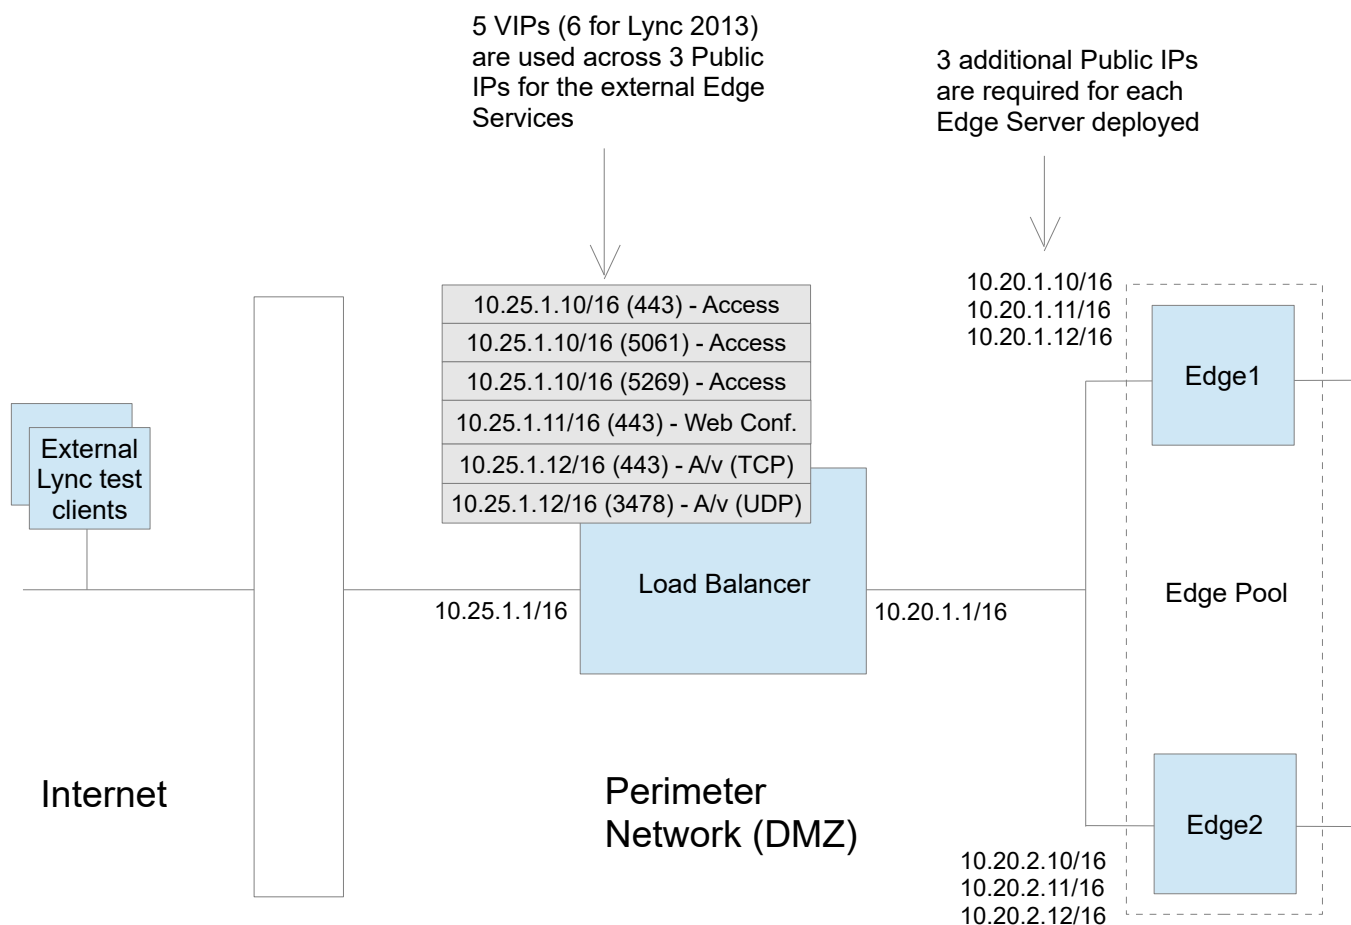 5 VIPs (6 for Lync 2013)
are used across 3 Public
IPs for the external Edge
Services
3 additional Public IPs
are required for each
Edge Server deployed
10.20.1.10/16
10.20.1.11/16
10.20.1.12/16
10.25.1.10/16 (443) - Access
10.25.1.10/16 (5061) - Access
10.25.1.10/16 (5269) - Access
10.25.1.11/16 (443) - Web Conf.
10.25.1.12/16 (443) - A/v (TCP)
10.25.1.12/16 (3478) - A/v (UDP)
Edge1
External
Lync test
clients
Load Balancer
10.25.1.1/16
10.20.1.1/16
Edge Pool
Internet
Perimeter
Network (DMZ)
Edge2
10.20.2.10/16
10.20.2.11/16
10.20.2.12/16